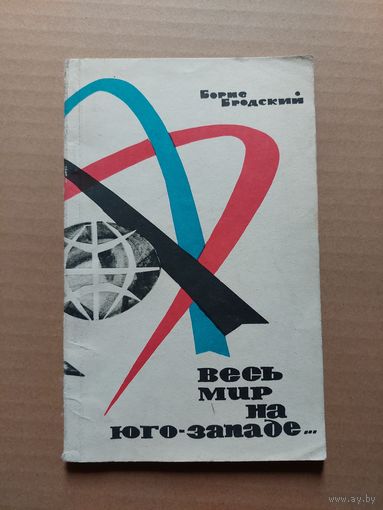 Борис
Бродский
весь
мир
на
юго-западе...
www.ay.by